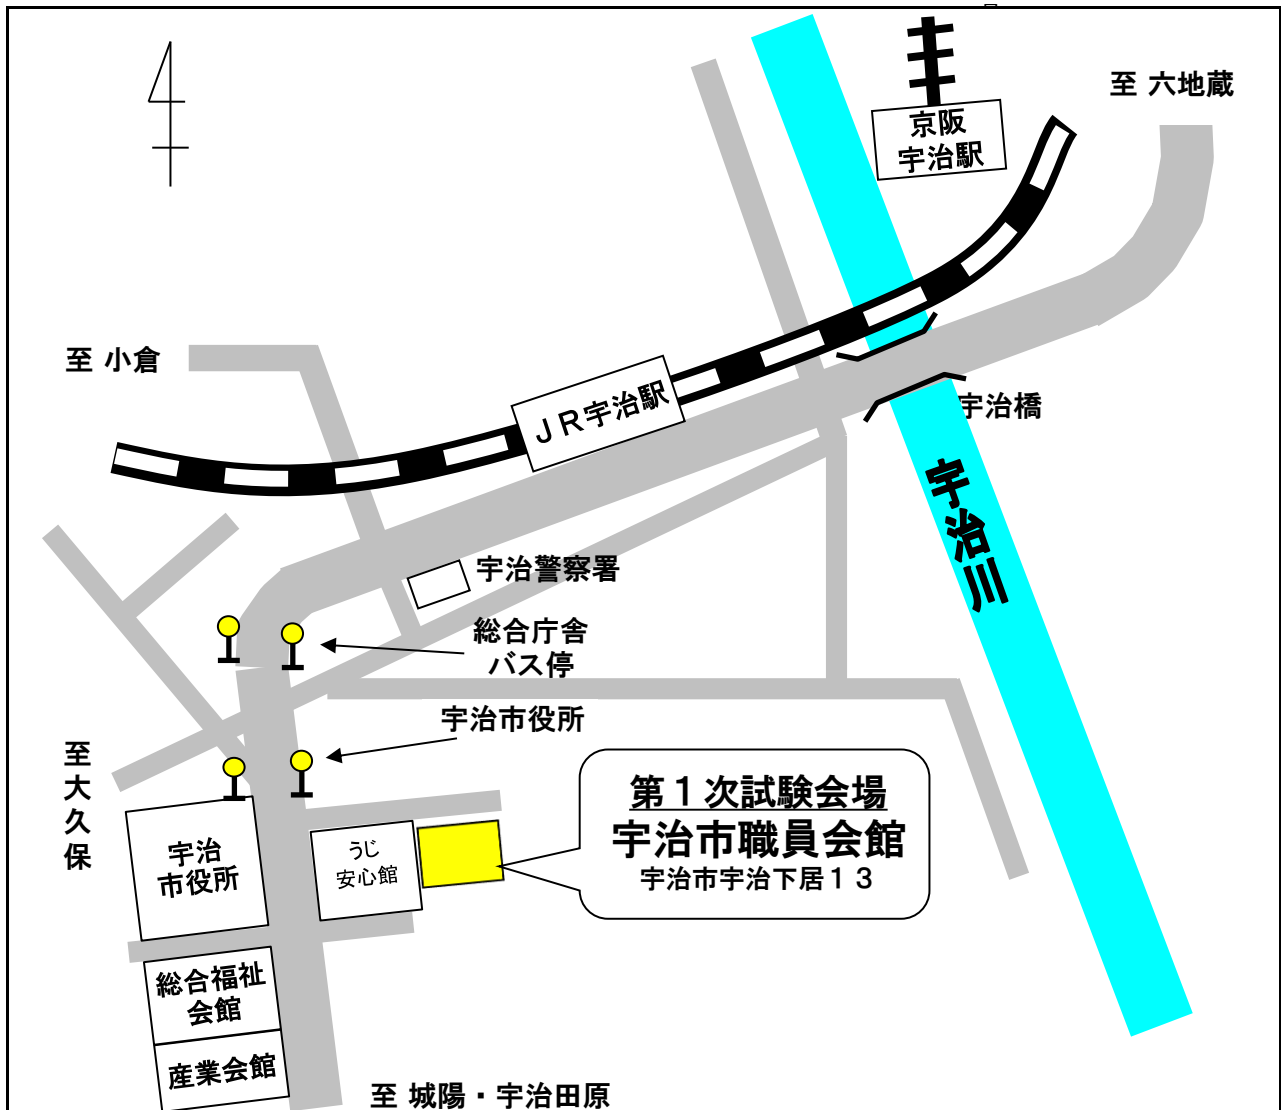 至 六地蔵
京阪
宇治駅
至 小倉
ＪＲ宇治駅
宇治橋
宇治川
宇治警察署
総合庁舎
バス停
宇治市役所
至大久保
第１次試験会場
宇治市職員会館
宇治市宇治下居１３
宇治
市役所
うじ
安心館
総合福祉
会館
産業会館
至 城陽・宇治田原